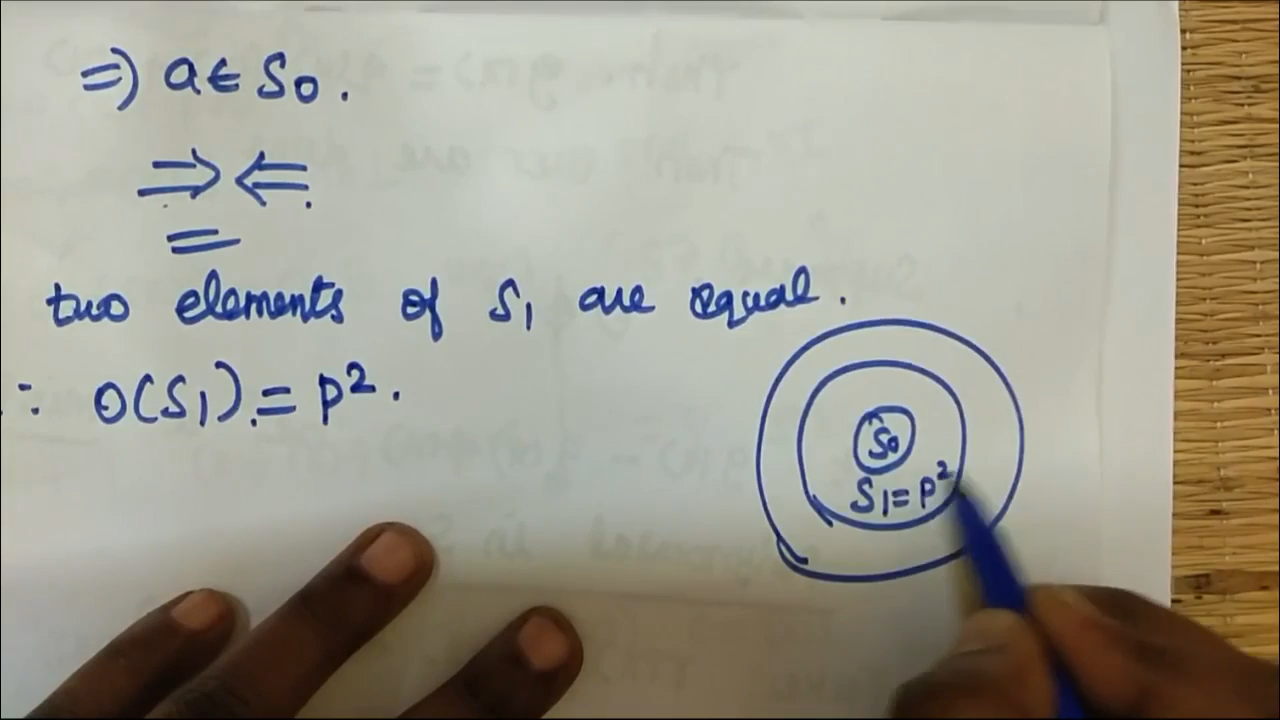 ⇒) a ∈ S0.
⇒⇐.
=
two elements of S1 are equal.
∴ O(S1) = p².
S0
S1 = p²